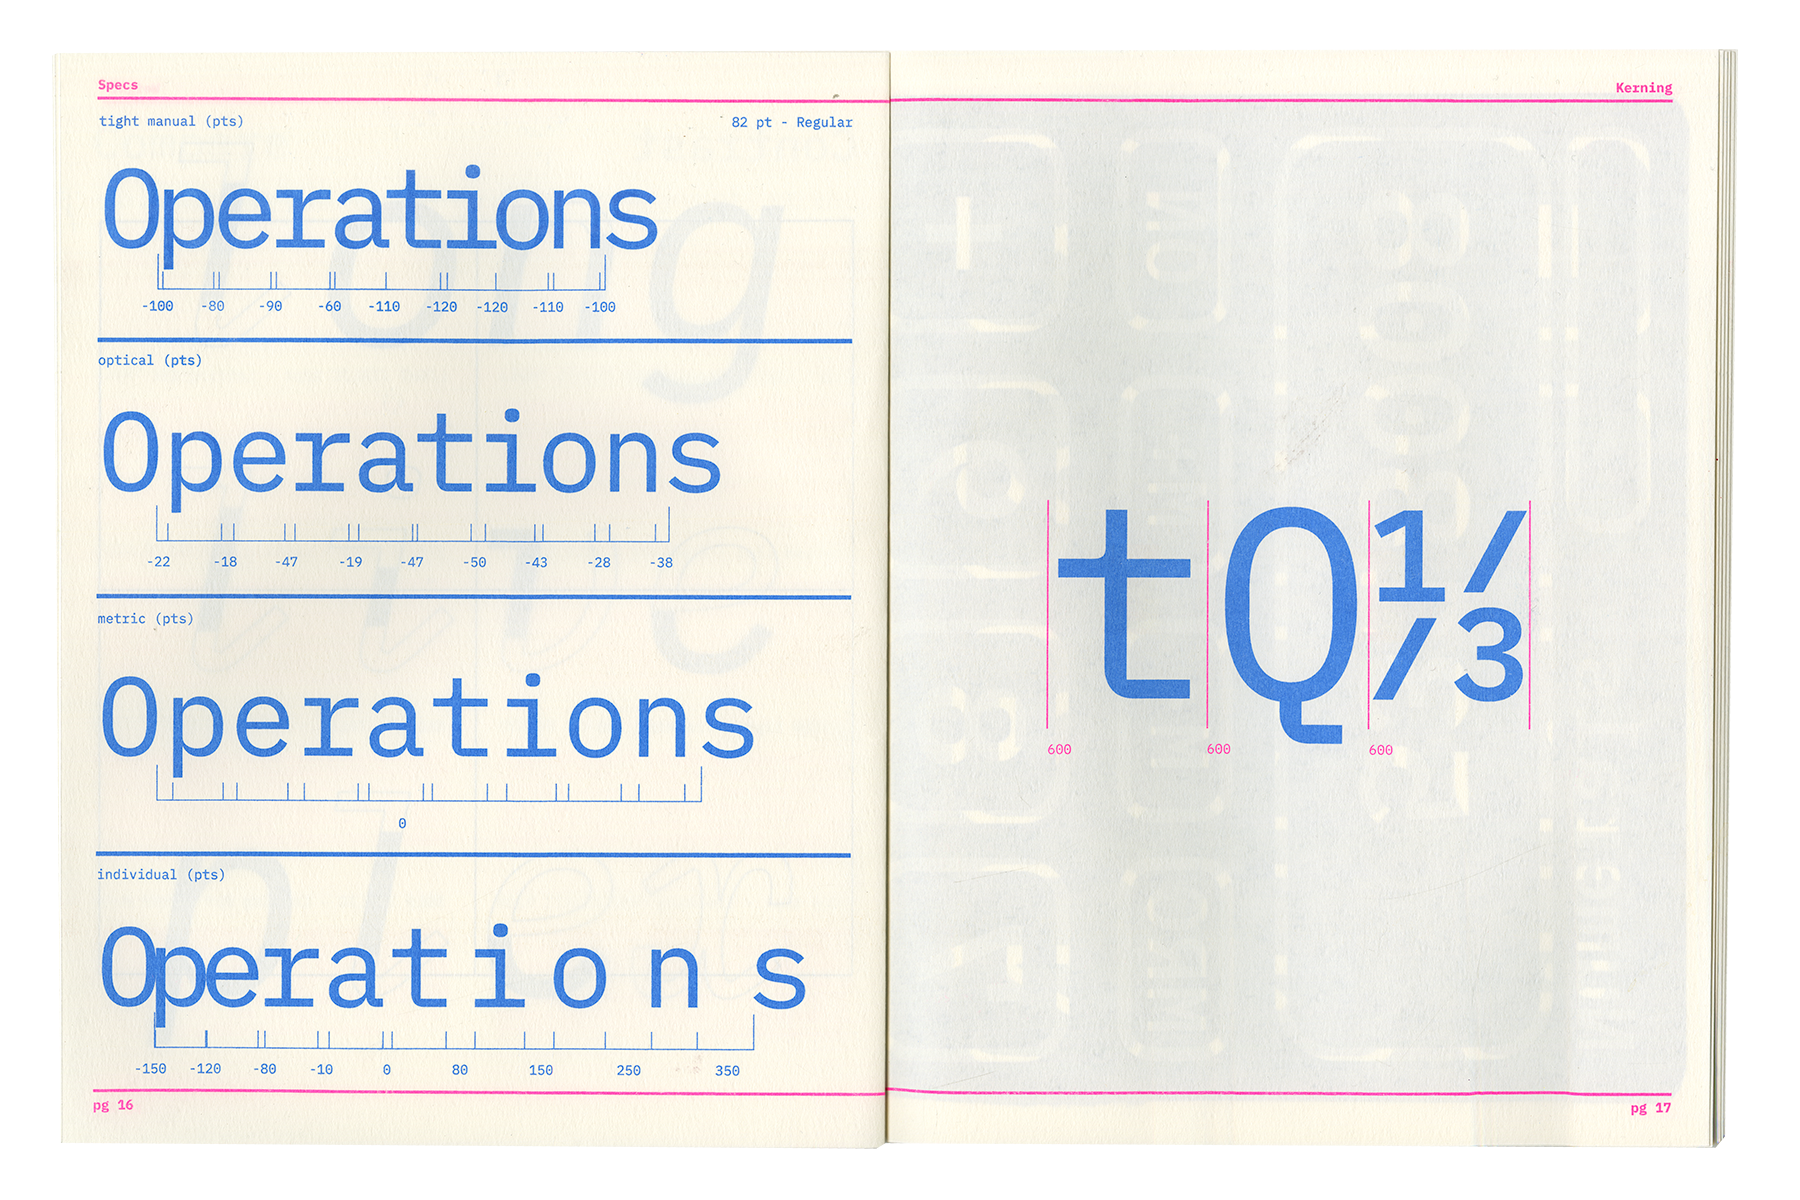 Specs
tight manual (pts)
82 pt - Regular
Operations
-100 -80 -90 -60 -110 -120 -120 -110 -100
optical (pts)
Operations
-22 -18 -47 -19 -47 -50 -43 -28 -38
metric (pts)
Operations
0
individual (pts)
Operations
-150 -120 -80 -10 0 80 150 250 350
pg 16
Kerning
tQ1/
/3
600 600 600
pg 17